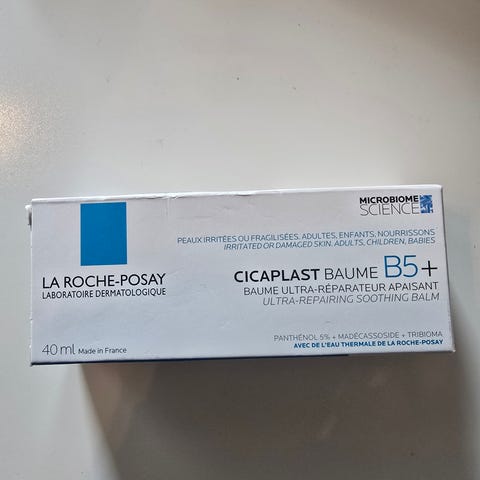 MICROBIOME
SCIENCE
PEAUX IRRITÉES OU FRAGILISÉES, ADULTES, ENFANTS, NOURRISSONS
IRRITATED OR DAMAGED SKIN, ADULTS, CHILDREN, BABIES
LA ROCHE-POSAY
LABORATOIRE DERMATOLOGIQUE
CICAPLAST BAUME B5+
BAUME ULTRA-RÉPARATEUR APAISANT
ULTRA-REPAIRING SOOTHING BALM
40 ml Made in France
PANTHÉNOL 5% + MADÉCASSOSIDE + TRIBIOMA
AVEC DE L'EAU THERMALE DE LA ROCHE-POSAY